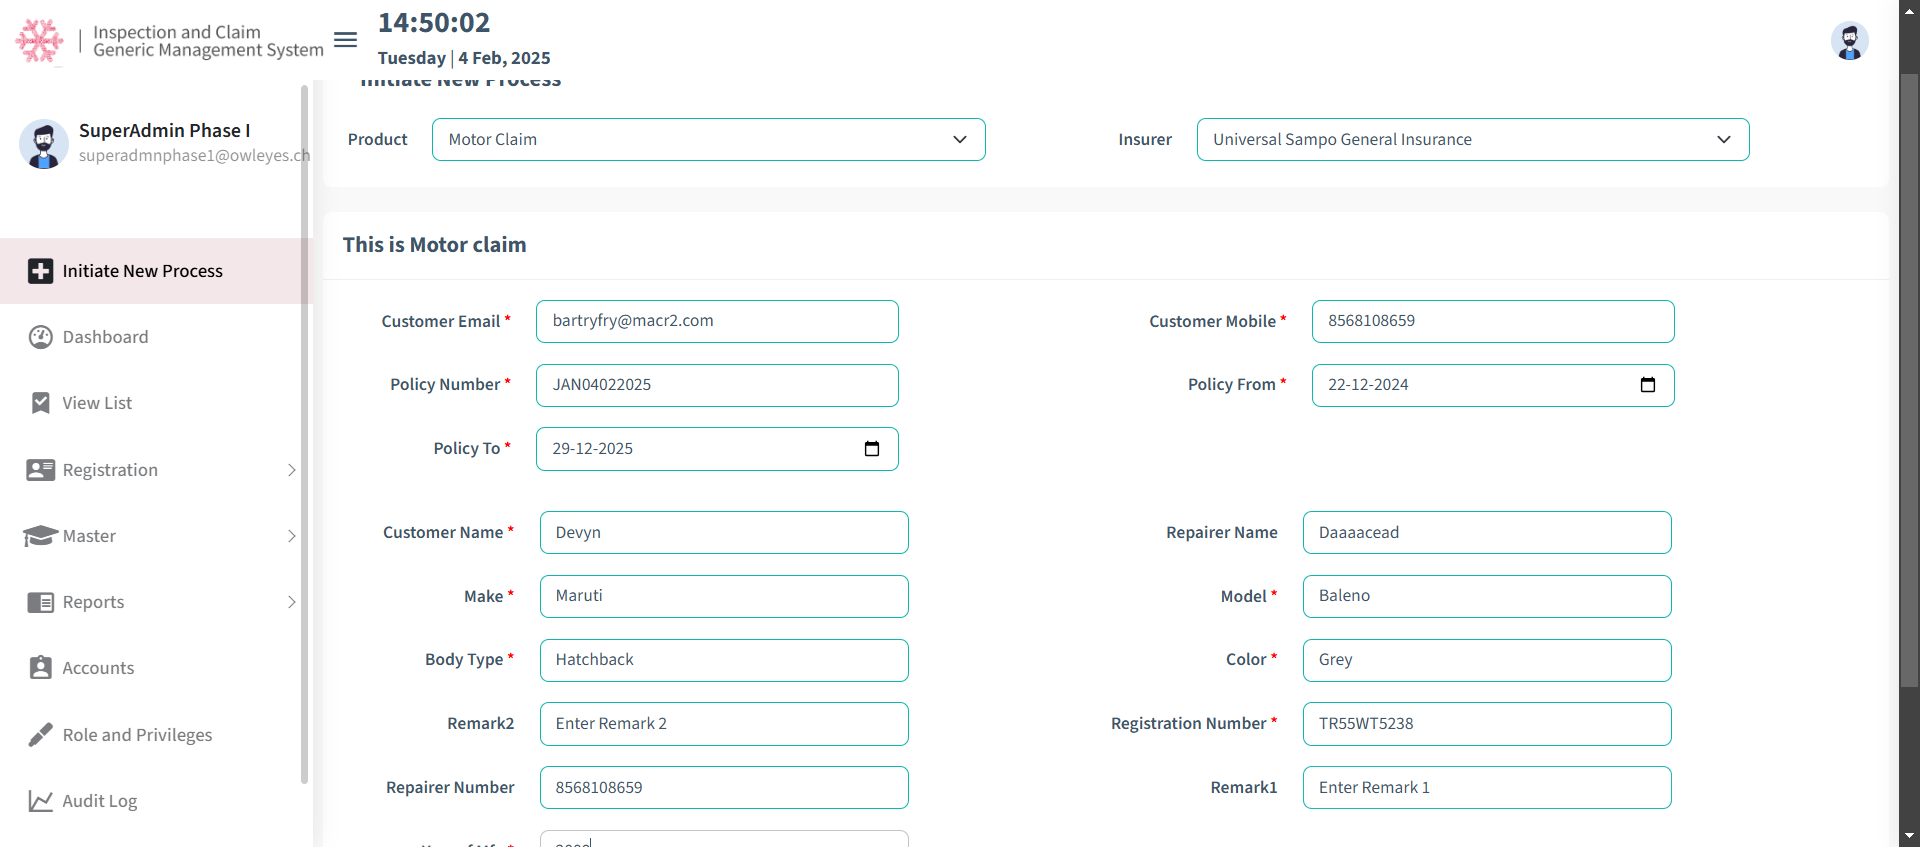 Inspection and Claim
Generic Management System
14:50:02
Tuesday | 4 Feb, 2025
SuperAdmin Phase I
superadmnphase1@owleyes.ch
Initiate New Process
Dashboard
View List
Registration
Master
Reports
Accounts
Role and Privileges
Audit Log
Initiate New Process
Product Motor Claim Insurer Universal Sampo General Insurance
This is Motor claim
Customer Email * bartryfry@macr2.com Customer Mobile * 8568108659
Policy Number * JAN04022025 Policy From * 22-12-2024
Policy To * 29-12-2025
Customer Name * Devyn Repairer Name Daaaacead
Make * Maruti Model * Baleno
Body Type * Hatchback Color * Grey
Remark2 Enter Remark 2 Registration Number * TR55WT5238
Repairer Number 8568108659 Remark1 Enter Remark 1